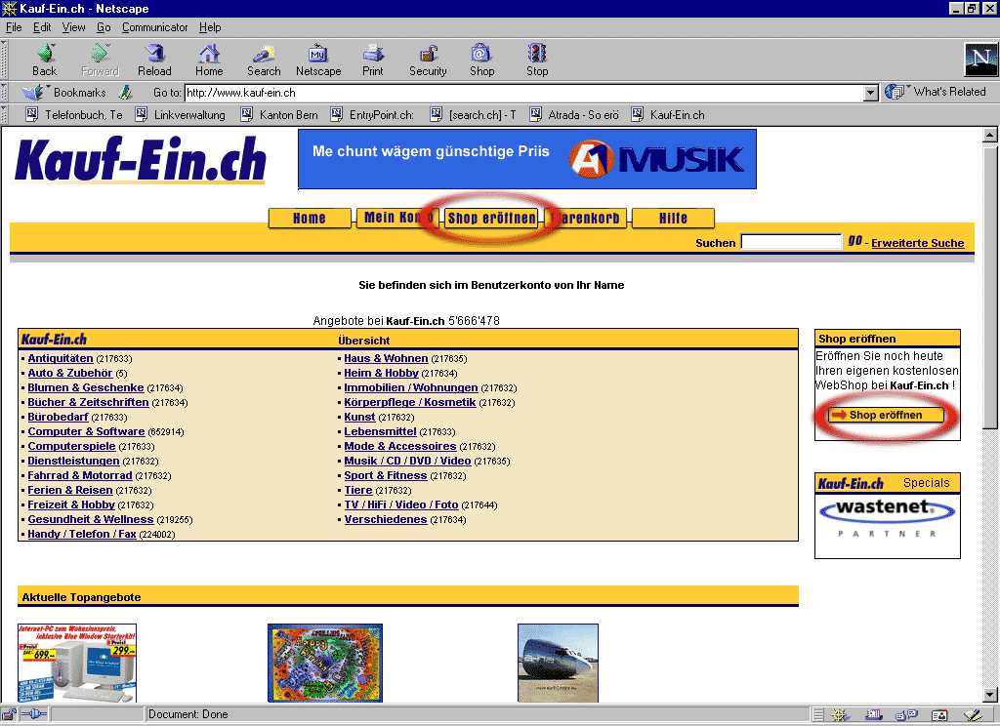 Kauf-Ein.ch - Netscape
File Edit View Go Communicator Help
Back Forward Reload Home Search Netscape Print Security Shop Stop
My
N
Bookmarks Go to: http://www.kauf-ein.ch What's Related
Telefonbuch, Te Linkverwaltung Kanton Bern EntryPoint.ch: [search.ch] - T Atrada - So erö Kauf-Ein.ch
Kauf-Ein.ch
Me chunt wägem günschtige Priis A1 MUSIK
Home Mein Konto Shop eröffnen Warenkorb Hilfe
Suchen go - Erweiterte Suche
Sie befinden sich im Benutzerkonto von Ihr Name
Angebote bei Kauf-Ein.ch 5'666'478
Kauf-Ein.ch Übersicht
Antiquitäten (217633)
Auto & Zubehör (5)
Blumen & Geschenke (217634)
Bücher & Zeitschriften (217634)
Bürobedarf (217633)
Computer & Software (652914)
Computerspiele (217633)
Dienstleistungen (217632)
Fahrrad & Motorrad (217632)
Ferien & Reisen (217632)
Freizeit & Hobby (217632)
Gesundheit & Wellness (219255)
Handy / Telefon / Fax (224002)
Haus & Wohnen (217635)
Heim & Hobby (217634)
Immobilien / Wohnungen (217632)
Körperpflege / Kosmetik (217632)
Kunst (217632)
Lebensmittel (217633)
Mode & Accessoires (217632)
Musik / CD / DVD / Video (217635)
Sport & Fitness (217632)
Tiere (217632)
TV / HiFi / Video / Foto (217644)
Verschiedenes (217634)
Shop eröffnen
Eröffnen Sie noch heute
Ihren eigenen kostenlosen
WebShop bei Kauf-Ein.ch !
Shop eröffnen
Kauf-Ein.ch Specials
wastenet®
PARTNER
Aktuelle Topangebote
Internet-PC zum Wahnsinnspreis,
inklusive Blue Window Starterkit!
699.-
299.-
Document: Done